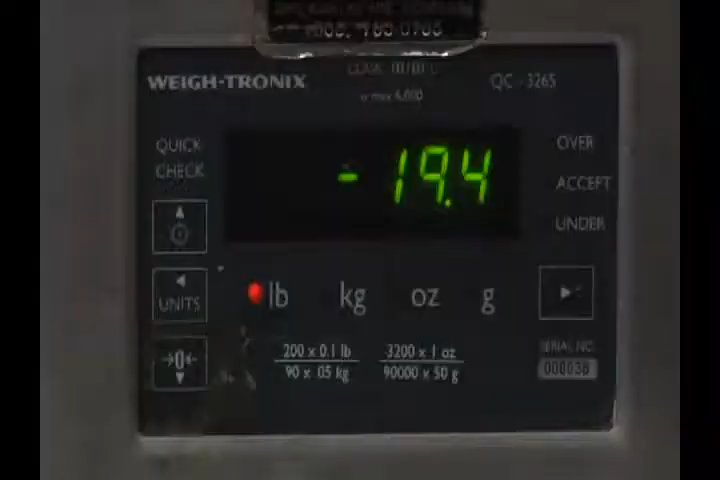 WEIGH-TRONIX
QC - 3265
QUICK
CHECK
- 19.4
OVER
ACCEPT
UNDER
UNITS
lb kg oz g
→0←
200 x 0.1 lb
90 x .05 kg
3200 x 1 oz
90000 x 50 g
SERIAL NO.